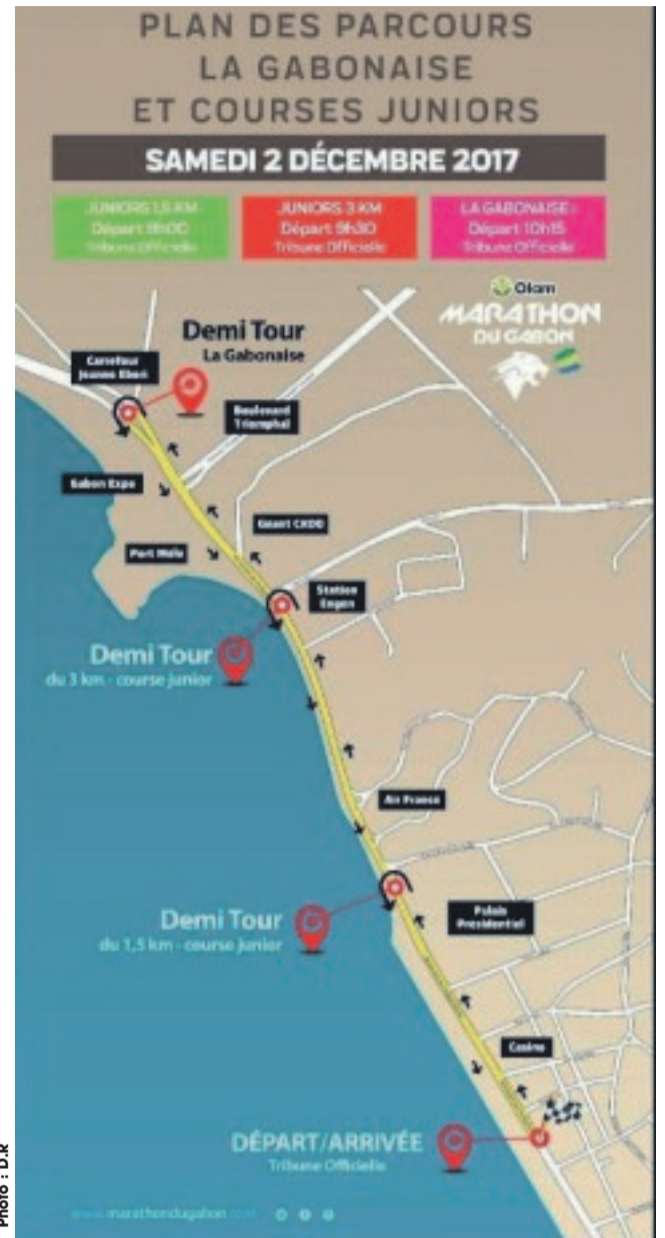 PLAN DES PARCOURS
LA GABONAISE
ET COURSES JUNIORS
SAMEDI 2 DÉCEMBRE 2017
JUNIORS 1,5 KM
Départ 9h00
Tribune Officielle
JUNIORS 3 KM
Départ 9h30
Tribune Officielle
LA GABONAISE :
Départ 10h15
Tribune Officielle
Olam
MARATHON
DU GABON
Demi Tour
La Gabonaise
Carrefour
Boulevard
Triomphal
Gabon Expo
Géant CKDO
Port Mole
Station
Engen
Demi Tour
du 3 km - course junior
Air France
Demi Tour
du 1,5 km - course junior
Palais
Présidentiel
Casino
DÉPART/ARRIVÉE
Tribune Officielle
www.marathondugabon.com
Photo : D.R